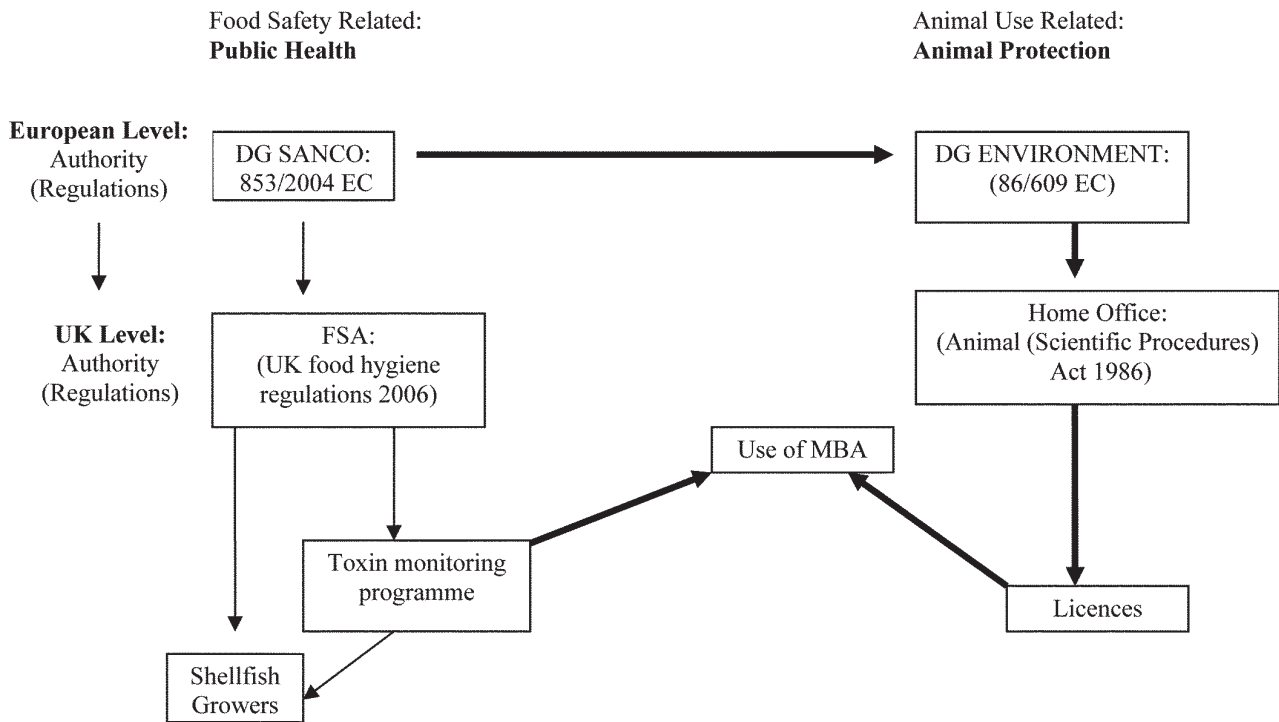 Food Safety Related:
Public Health
Animal Use Related:
Animal Protection
European Level:
Authority
(Regulations)
DG SANCO:
853/2004 EC
DG ENVIRONMENT:
(86/609 EC)
UK Level:
Authority
(Regulations)
FSA:
(UK food hygiene
regulations 2006)
Home Office:
(Animal (Scientific Procedures)
Act 1986)
Use of MBA
Toxin monitoring
programme
Licences
Shellfish
Growers